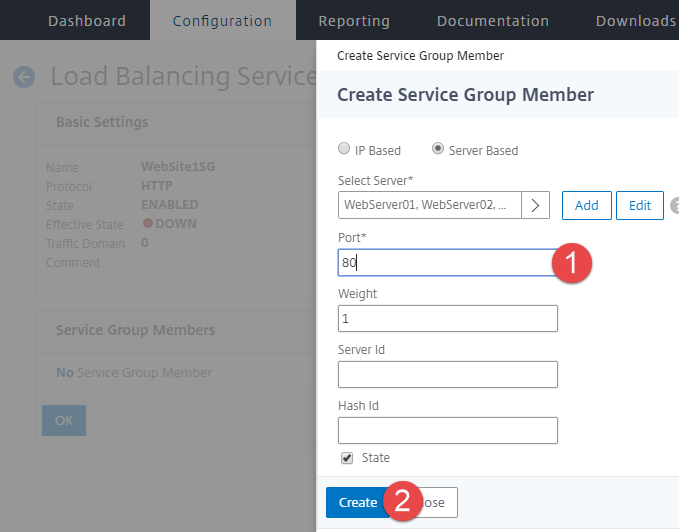 Dashboard Configuration Reporting Documentation Downloads
Load Balancing Service
Basic Settings
Name WebSite1SG
Protocol HTTP
State ENABLED
Effective State DOWN
Traffic Domain 0
Comment
Service Group Members
No Service Group Member
OK
Create Service Group Member
Create Service Group Member
IP Based Server Based
Select Server*
WebServer01, WebServer02, ... Add Edit ?
Port*
80 1
Weight
1
Server Id
Hash Id
State
Create 2 lose